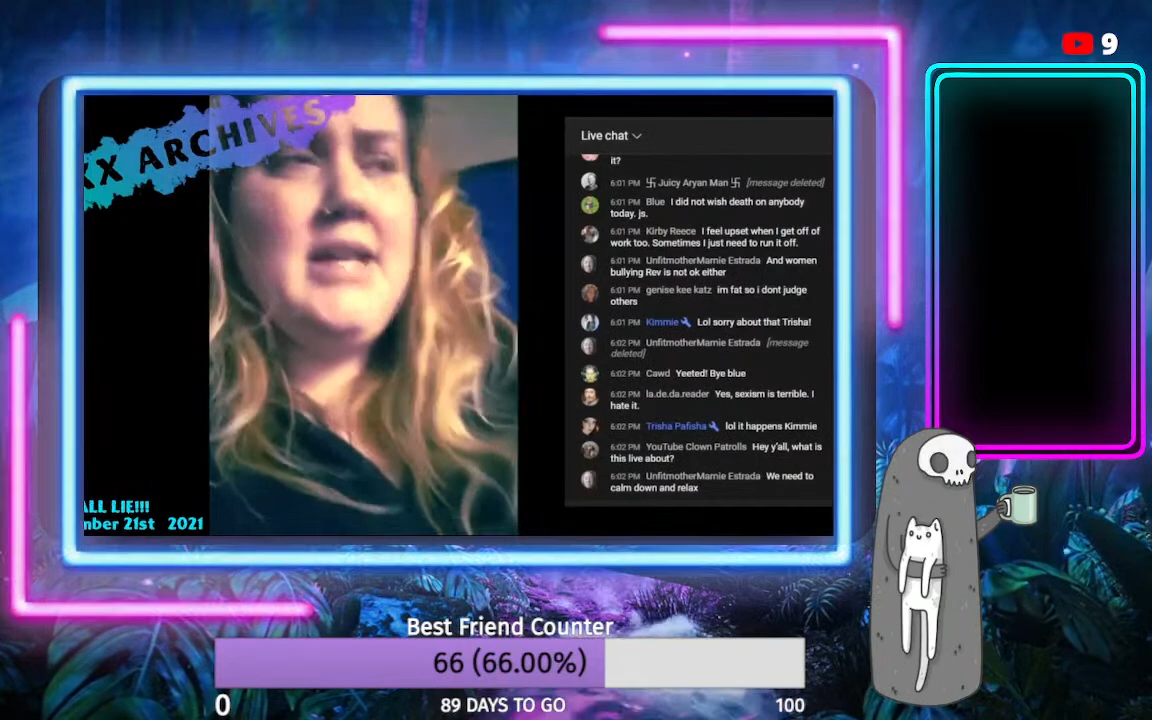 9
XX ARCHIVES
Live chat
it?
6:01 PM 卐 Juicy Aryan Man 卐 [message deleted]
6:01 PM Blue I did not wish death on anybody
today. js.
6:01 PM Kirby Reece I feel upset when I get off of
work too. Sometimes I just need to run it off.
6:01 PM UnfitmotherMamie Estrada And women
bullying Rev is not ok either
6:01 PM genise kee katz im fat so i dont judge
others
6:01 PM Kimmie Lol sorry about that Trisha!
6:02 PM UnfitmotherMamie Estrada [message
deleted]
6:02 PM Cawd Yeeted! Bye blue
6:02 PM la.de.da.reader Yes, sexism is terrible. I
hate it.
6:02 PM Trisha Pafisha lol it happens Kimmie
6:02 PM YouTube Clown Patrolls Hey y'all, what is
this live about?
6:02 PM UnfitmotherMamie Estrada We need to
calm down and relax
ALL LIE!!!
mber 21st 2021
Best Friend Counter
66 (66.00%)
0 89 DAYS TO GO 100